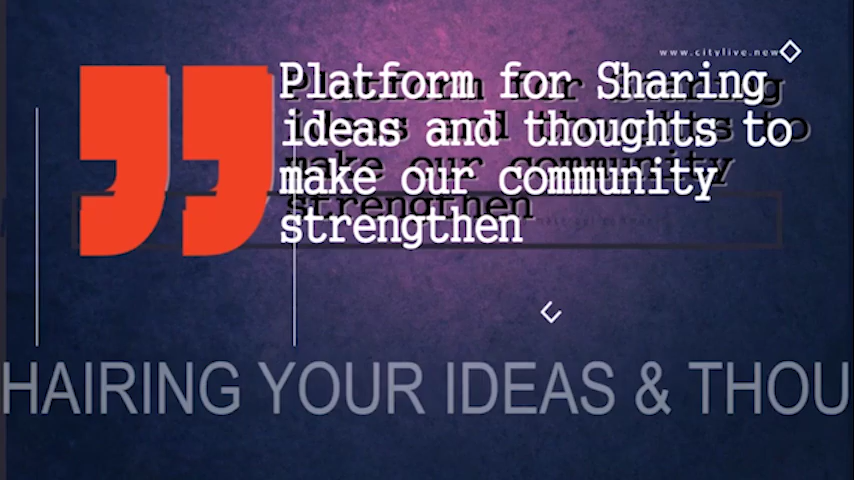 www.citylive.new
Platform for Sharing
ideas and thoughts to
make our community
strengthen
HAIRING YOUR IDEAS & THOU